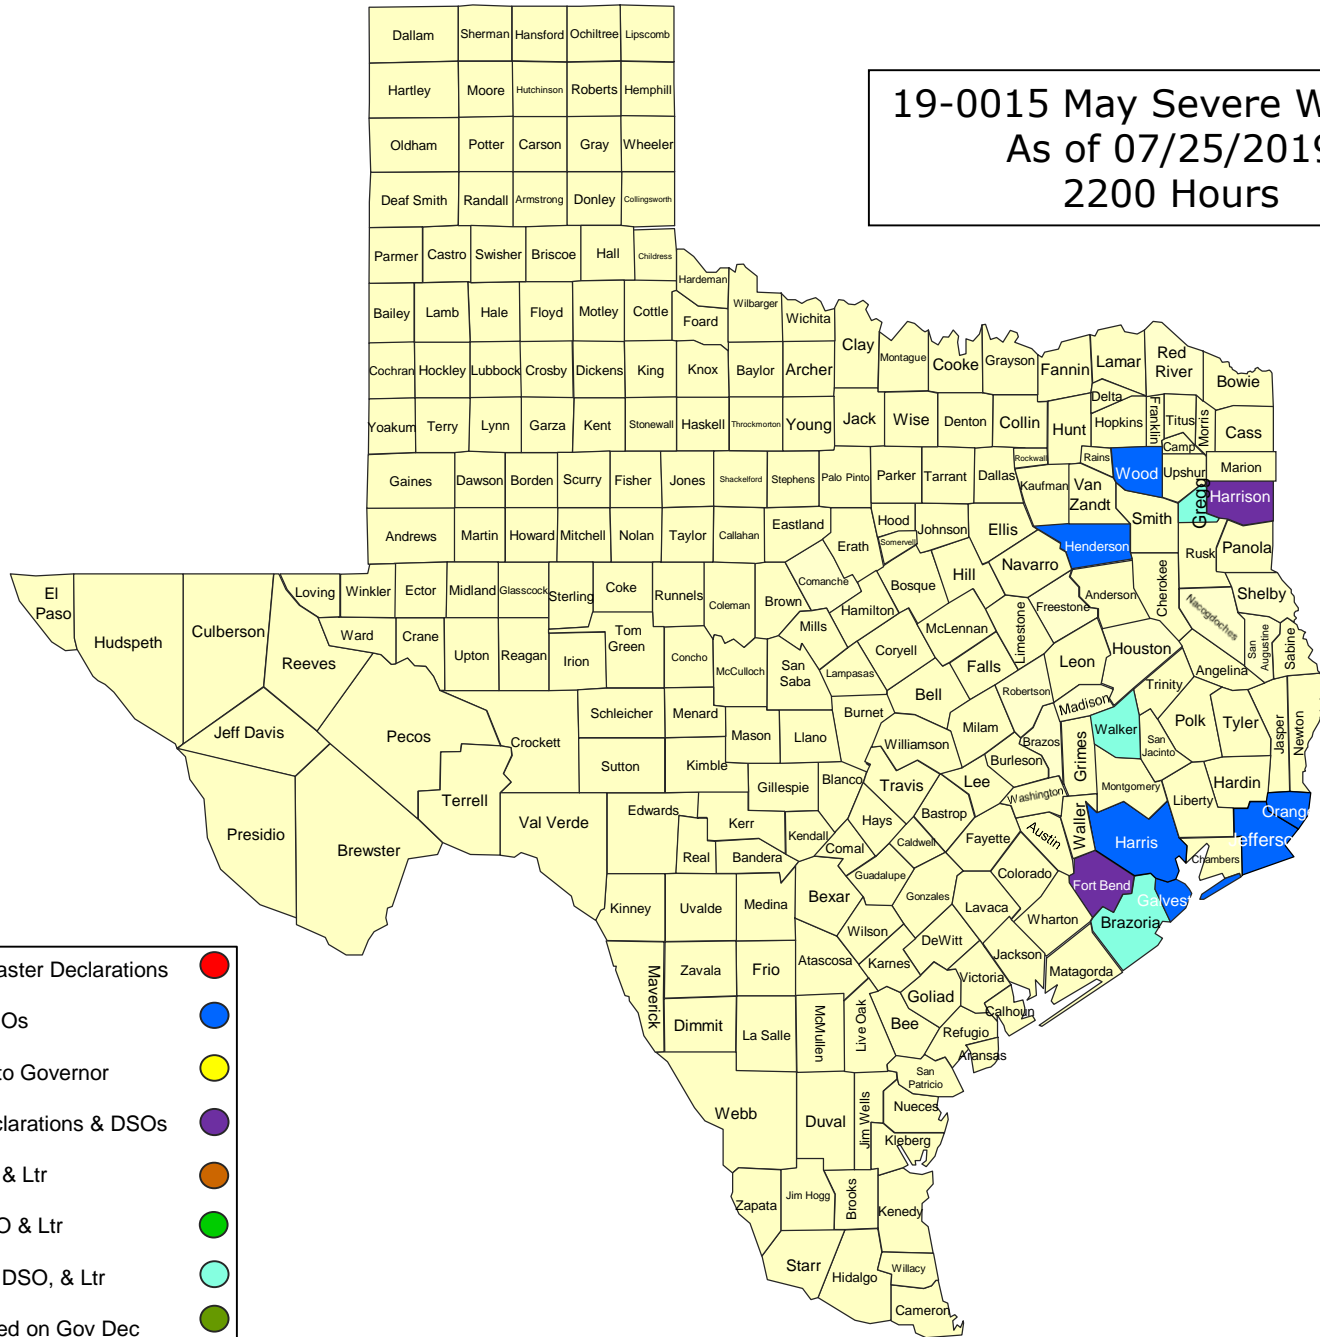 Dallam Sherman Hansford Ochiltree Lipscomb
Hartley Moore Hutchinson Roberts Hemphill
19-0015 May Severe W
As of 07/25/2019
2200 Hours
Oldham Potter Carson Gray Wheeler
Deaf Smith Randall Armstrong Donley Collingsworth
Parmer Castro Swisher Briscoe Hall Childress
Hardeman
Bailey Lamb Hale Floyd Motley Cottle Foard Wilbarger Wichita
Clay Montague Cooke Grayson Fannin Lamar Red River Bowie
Cochran Hockley Lubbock Crosby Dickens King Knox Baylor Archer
Delta
Yoakum Terry Lynn Garza Kent Stonewall Haskell Throckmorton Young Jack Wise Denton Collin Hunt Hopkins Franklin Titus Morris Cass
Camp
Gaines Dawson Borden Scurry Fisher Jones Shackelford Stephens Palo Pinto Parker Tarrant Dallas Rockwall Kaufman Rains Van Zandt Wood Upshur Marion
Gregg Harrison
Andrews Martin Howard Mitchell Nolan Taylor Callahan Eastland Erath Hood Somervell Johnson Ellis Henderson Smith Rusk Panola
El Paso Hudspeth Culberson Reeves Loving Winkler Ector Midland Glasscock Sterling Coke Runnels Coleman Brown Comanche Hamilton Bosque Hill Navarro Freestone Anderson Cherokee Nacogdoches Shelby
Ward Crane Upton Reagan Irion Tom Green Concho McCulloch San Saba Mills Lampasas Coryell McLennan Limestone Falls Leon Houston Angelina San Augustine Sabine
Jeff Davis Pecos Crockett Schleicher Menard Mason Llano Burnet Bell Milam Robertson Madison Trinity Walker San Jacinto Polk Tyler Jasper Newton
Terrell Sutton Kimble Gillespie Blanco Williamson Travis Lee Burleson Brazos Grimes Washington Montgomery Liberty Hardin
Presidio Brewster Val Verde Edwards Kerr Real Bandera Kendall Comal Hays Caldwell Bastrop Fayette Austin Waller Harris Chambers Orange Jefferso
Kinney Uvalde Medina Bexar Guadalupe Gonzales Lavaca Colorado Wharton Fort Bend Brazoria Galvest
Maverick Zavala Frio Atascosa Wilson Karnes DeWitt Jackson Matagorda
Dimmit La Salle McMullen Live Oak Bee Goliad Victoria Calhoun Refugio Aransas
San Patricio
Webb Duval Jim Wells Nueces
Kleberg
Zapata Jim Hogg Brooks Kenedy
Starr Hidalgo Willacy
Cameron
aster Declarations
Os
to Governor
clarations & DSOs
& Ltr
O & Ltr
DSO, & Ltr
ed on Gov Dec